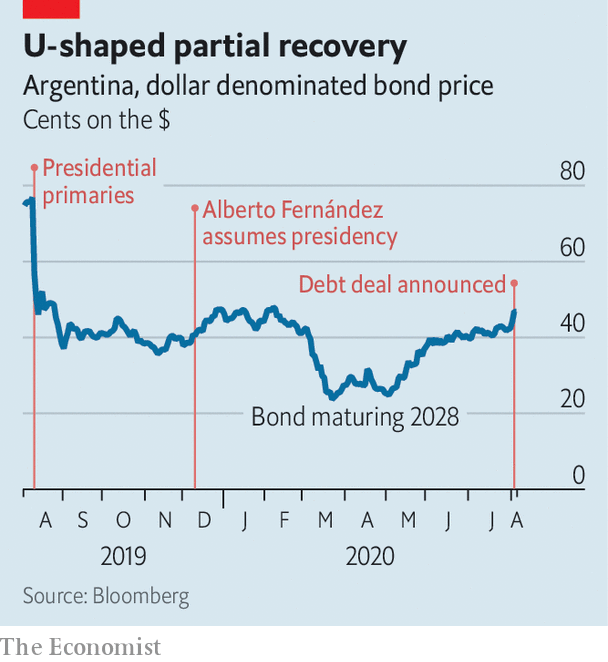 U-shaped partial recovery
Argentina, dollar denominated bond price
Cents on the $
Presidential
primaries
80
Alberto Fernández
assumes presidency
60
Debt deal announced
40
20
Bond maturing 2028
0
A S O N D J F M A M J J A
2019 2020
Source: Bloomberg
The Economist